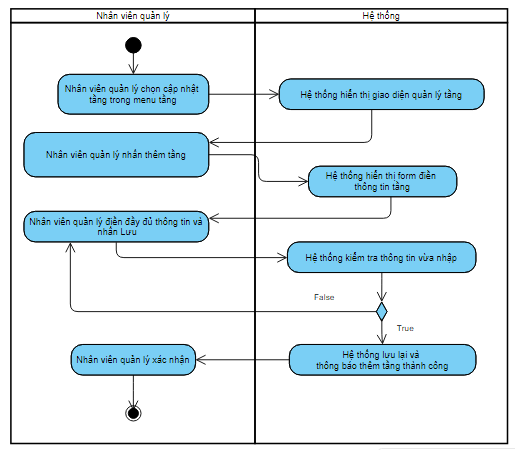 Nhân viên quản lý
Hệ thống
Nhân viên quản lý chọn cập nhật
tầng trong menu tầng
Hệ thống hiển thị giao diện quản lý tầng
Nhân viên quản lý nhấn thêm tầng
Hệ thống hiển thị form điền
thông tin tầng
Nhân viên quản lý điền đầy đủ thông tin và
nhấn Lưu
Hệ thống kiểm tra thông tin vừa nhập
False
True
Hệ thống lưu lại và
thông báo thêm tầng thành công
Nhân viên quản lý xác nhận